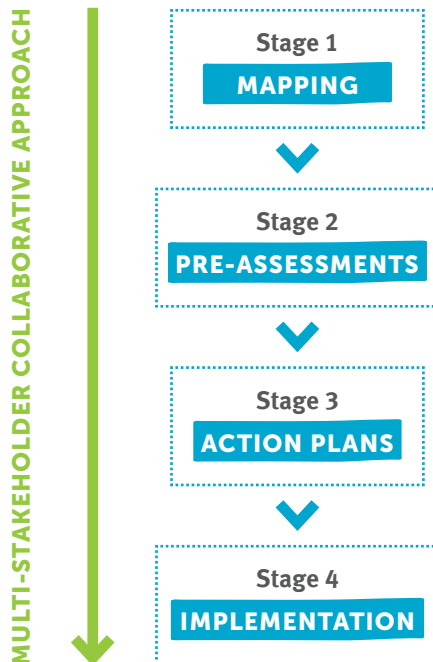 MULTI-STAKEHOLDER COLLABORATIVE APPROACH
Stage 1
MAPPING
Stage 2
PRE-ASSESSMENTS
Stage 3
ACTION PLANS
Stage 4
IMPLEMENTATION